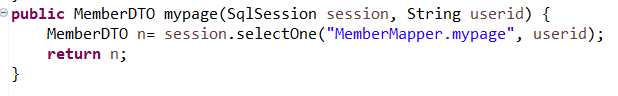 public MemberDTO mypage(SqlSession session, String userid) {
    MemberDTO n= session.selectOne("MemberMapper.mypage", userid);
    return n;
}